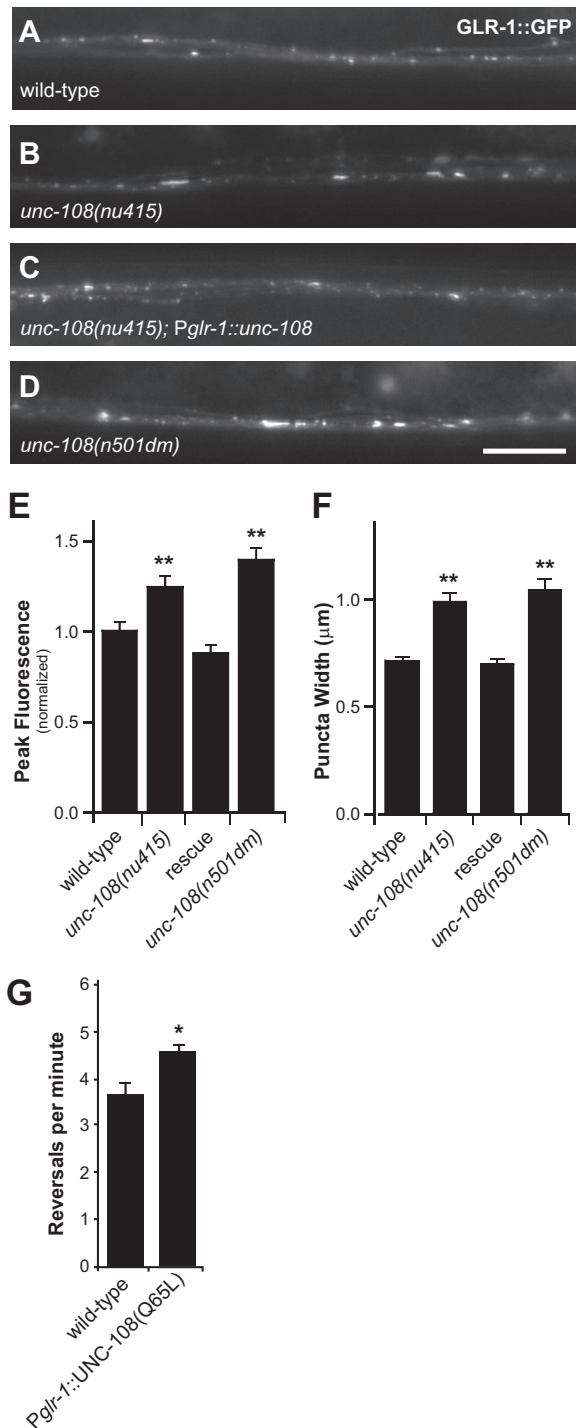 A
GLR-1::GFP
wild-type
B
unc-108(nu415)
C
unc-108(nu415); Pglr-1::unc-108
D
unc-108(n501dm)
E
Peak Fluorescence
(normalized)
1.5
1.0
0.5
0.0
**
**
wild-type
unc-108(nu415)
rescue
unc-108(n501dm)
F
Puncta Width (μm)
1.0
0.5
0.0
**
**
wild-type
unc-108(nu415)
rescue
unc-108(n501dm)
G
Reversals per minute
6
5
4
3
2
1
0
*
wild-type
Pglr-1::UNC-108(Q65L)